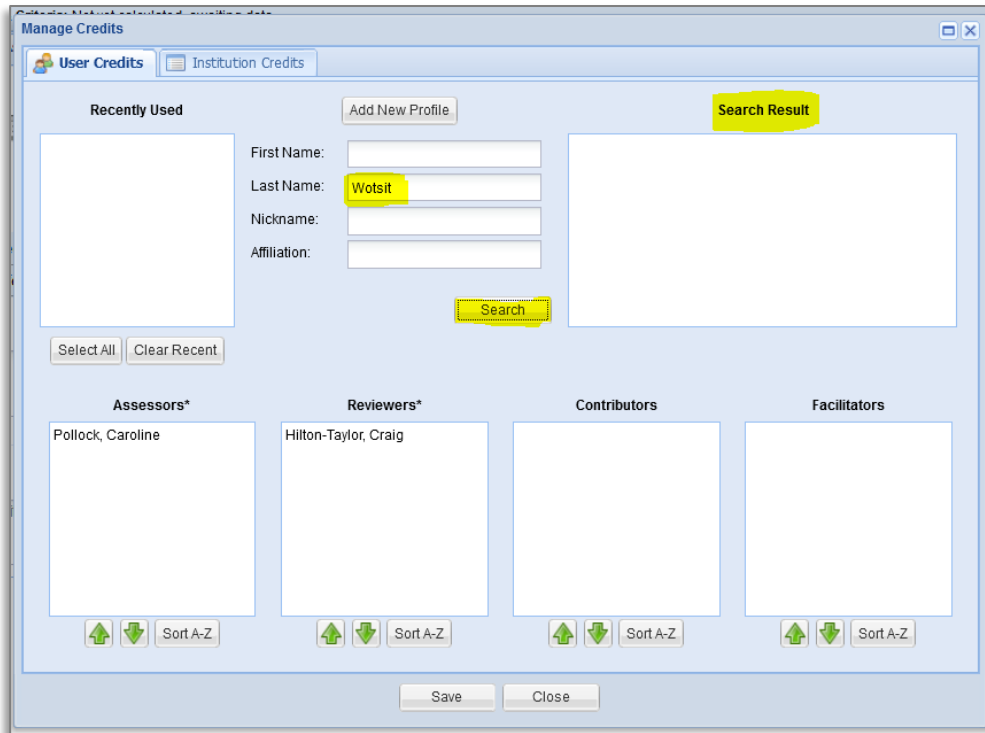 Manage Credits
User Credits
Institution Credits
Recently Used
Add New Profile
Search Result
First Name:
Last Name:
Wotsit
Nickname:
Affiliation:
Search
Select All
Clear Recent
Assessors*
Reviewers*
Contributors
Facilitators
Pollock, Caroline
Hilton-Taylor, Craig
Sort A-Z
Sort A-Z
Sort A-Z
Sort A-Z
Save
Close